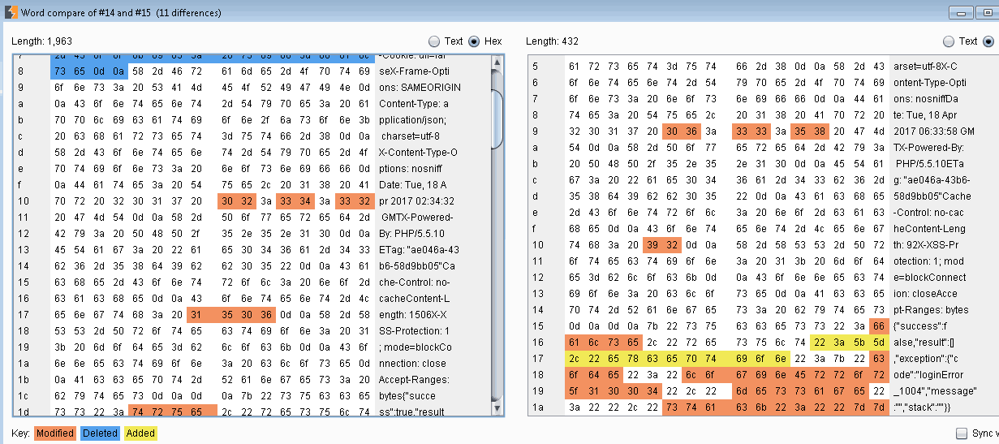 Word compare of #14 and #15 (11 differences)
Length: 1,963
Text
Hex
8 73 65 0d 0a 58 2d 46 72 61 6d 65 2d 4f 70 74 69 seX-Frame-Opti
9 6f 6e 73 3a 20 53 41 4d 45 4f 52 49 47 49 4e 0d ons: SAMEORIGIN
a 0a 43 6f 6e 74 65 6e 74 2d 54 79 70 65 3a 20 61 Content-Type: a
b 70 70 6c 69 63 61 74 69 6f 6e 2f 6a 73 6f 6e 3b pplication/json;
c 20 63 68 61 72 73 65 74 3d 75 74 66 2d 38 0d 0a charset=utf-8
d 58 2d 43 6f 6e 74 65 6e 74 2d 54 79 70 65 2d 4f X-Content-Type-O
e 70 74 69 6f 6e 73 3a 20 6e 6f 73 6e 69 66 66 0d ptions: nosniff
f 0a 44 61 74 65 3a 20 54 75 65 2c 20 31 38 20 41 Date: Tue, 18 A
10 70 72 20 32 30 31 37 20 30 32 3a 33 34 3a 33 32 pr 2017 02:34:32
11 20 47 4d 54 0d 0a 58 2d 50 6f 77 65 72 65 64 2d GMTX-Powered-
12 42 79 3a 20 50 48 50 2f 35 2e 35 2e 31 30 0d 0a By: PHP/5.5.10
13 45 54 61 67 3a 20 22 61 65 30 34 36 61 2d 34 33 ETag: "ae046a-43
14 62 36 2d 35 38 64 39 62 62 30 35 22 0d 0a 43 61 b6-58d9bb05"Ca
15 63 68 65 2d 43 6f 6e 74 72 6f 6c 3a 20 6e 6f 2d che-Control: no-
16 63 61 63 68 65 0d 0a 43 6f 6e 74 65 6e 74 2d 4c cacheContent-L
17 65 6e 67 74 68 3a 20 31 35 30 36 0d 0a 58 2d 58 ength: 1506X-X
18 53 53 2d 50 72 6f 74 65 63 74 69 6f 6e 3a 20 31 SS-Protection: 1
19 3b 20 6d 6f 64 65 3d 62 6c 6f 63 6b 0d 0a 43 6f ; mode=blockCo
1a 6e 6e 65 63 74 69 6f 6e 3a 20 63 6c 6f 73 65 0d nnection: close
1b 0a 41 63 63 65 70 74 2d 52 61 6e 67 65 73 3a 20 Accept-Ranges:
1c 62 79 74 65 73 0d 0a 0d 0a 7b 22 73 75 63 63 65 bytes{"succe
1d 73 73 22 3a 74 72 75 65 2c 22 72 65 73 75 6c 74 ss":true,"result
Length: 432
Text
5 61 72 73 65 74 3d 75 74 66 2d 38 0d 0a 58 2d 43 arset=utf-8X-C
6 6f 6e 74 65 6e 74 2d 54 79 70 65 2d 4f 70 74 69 ontent-Type-Opti
7 6f 6e 73 3a 20 6e 6f 73 6e 69 66 66 0d 0a 44 61 ons: nosniffDa
8 74 65 3a 20 54 75 65 2c 20 31 38 20 41 70 72 20 te: Tue, 18 Apr
9 32 30 31 37 20 30 36 3a 33 33 3a 35 38 20 47 4d 2017 06:33:58 GM
a 54 0d 0a 58 2d 50 6f 77 65 72 65 64 2d 42 79 3a TX-Powered-By:
b 20 50 48 50 2f 35 2e 35 2e 31 30 0d 0a 45 54 61 PHP/5.5.10ETa
c 67 3a 20 22 61 65 30 34 36 61 2d 34 33 62 36 2d g: "ae046a-43b6-
d 35 38 64 39 62 62 30 35 22 0d 0a 43 61 63 68 65 58d9bb05"Cache
e 2d 43 6f 6e 74 72 6f 6c 3a 20 6e 6f 2d 63 61 63 -Control: no-cac
f 68 65 0d 0a 43 6f 6e 74 65 6e 74 2d 4c 65 6e 67 heContent-Leng
10 74 68 3a 20 39 32 0d 0a 58 2d 58 53 53 2d 50 72 th: 92X-XSS-Pr
11 6f 74 65 63 74 69 6f 6e 3a 20 31 3b 20 6d 6f 64 otection: 1; mod
12 65 3d 62 6c 6f 63 6b 0d 0a 43 6f 6e 6e 65 63 74 e=blockConnect
13 69 6f 6e 3a 20 63 6c 6f 73 65 0d 0a 41 63 63 65 ion: closeAcce
14 70 74 2d 52 61 6e 67 65 73 3a 20 62 79 74 65 73 pt-Ranges: bytes
15 0d 0a 0d 0a 7b 22 73 75 63 63 65 73 73 22 3a 66 {"success":f
16 61 6c 73 65 2c 22 72 65 73 75 6c 74 22 3a 5b 5d alse,"result":[]
17 2c 22 65 78 63 65 70 74 69 6f 6e 22 3a 7b 22 63 ,"exception":{"c
18 6f 64 65 22 3a 22 6c 6f 67 69 6e 45 72 72 6f 72 ode":"loginError
19 5f 31 30 30 34 22 2c 22 6d 65 73 73 61 67 65 22 _1004","message"
1a 3a 22 22 2c 22 73 74 61 63 6b 22 3a 22 22 7d 7d :"","stack":""}}
Key: Modified Deleted Added
Sync